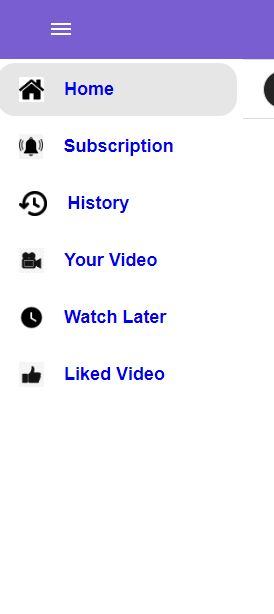 Home
Subscription
History
Your Video
Watch Later
Liked Video